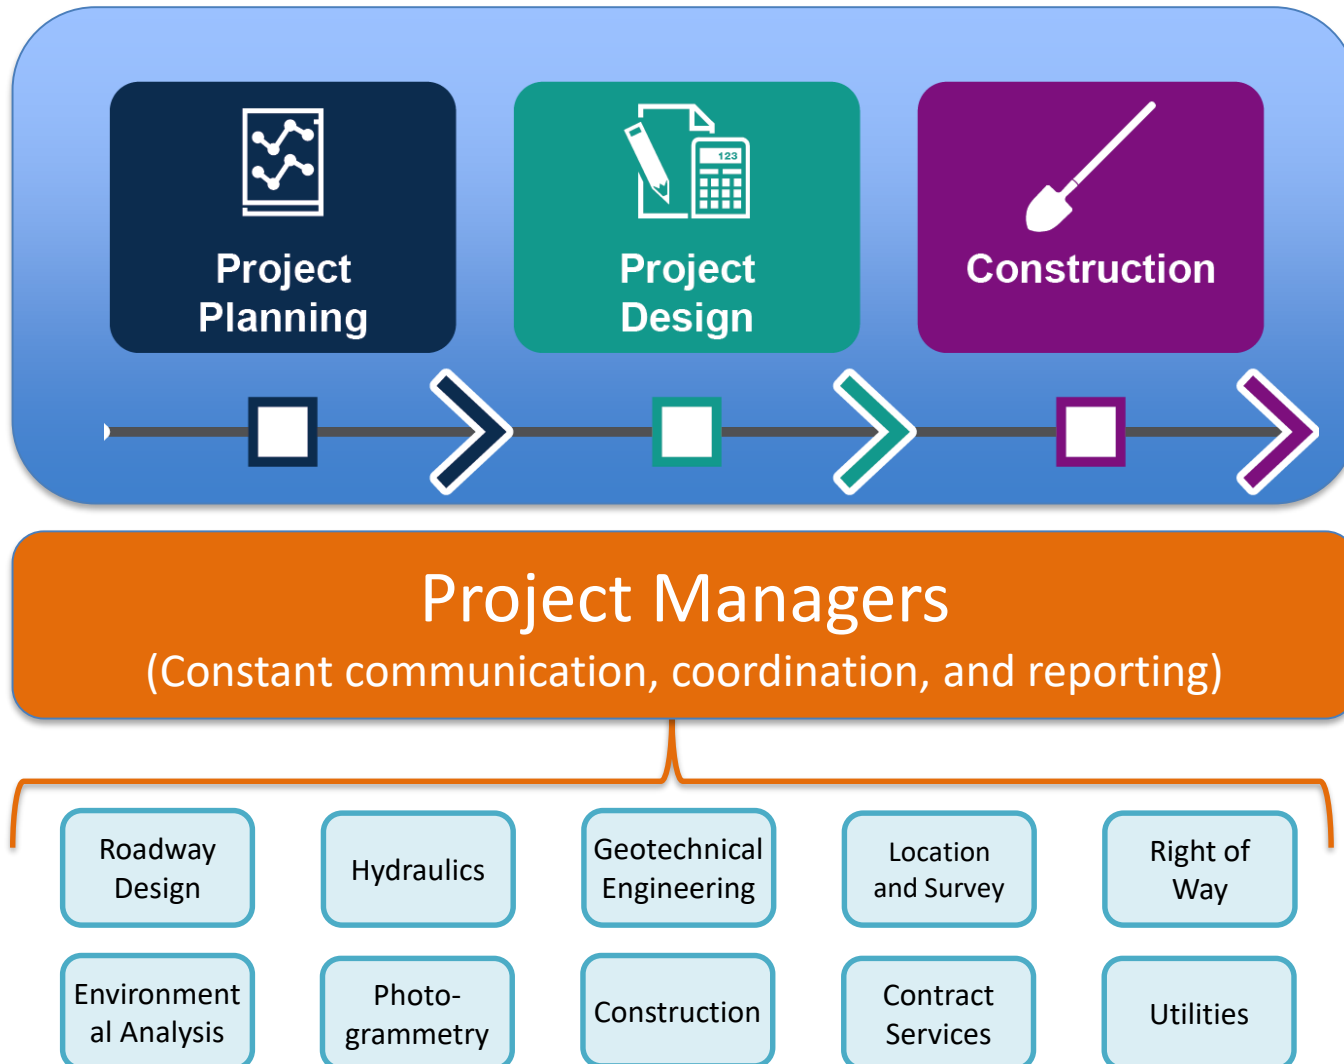 Project
Planning
123
Project
Design
Construction
Project Managers
(Constant communication, coordination, and reporting)
Roadway
Design
Hydraulics
Geotechnical
Engineering
Location
and Survey
Right of
Way
Environment
al Analysis
Photo-
grammetry
Construction
Contract
Services
Utilities